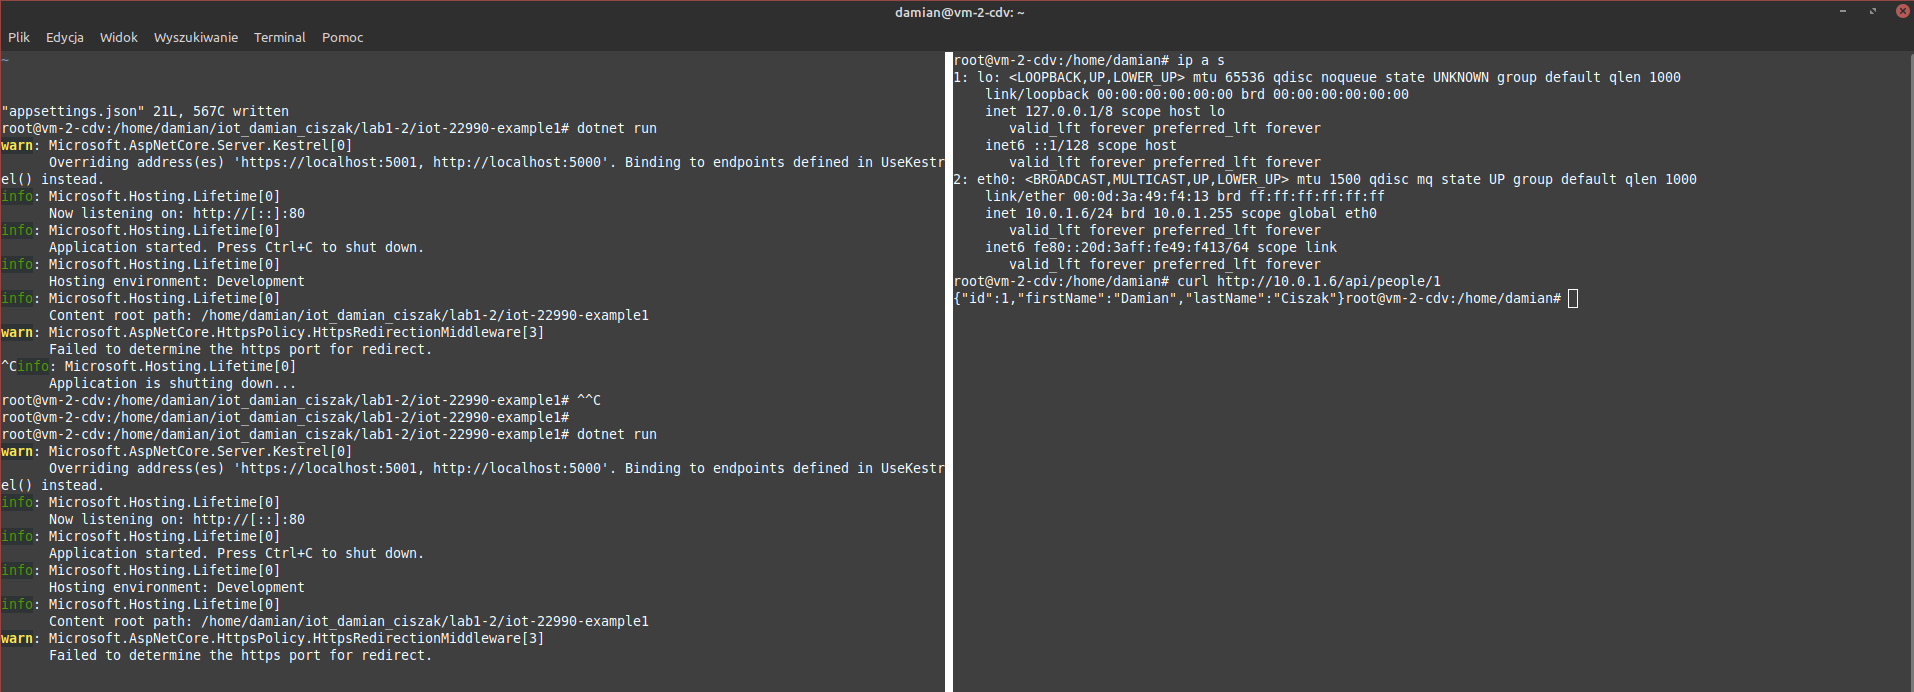 damian@vm-2-cdv: ~
Plik Edycja Widok Wyszukiwanie Terminal Pomoc
~
"appsettings.json" 21L, 567C written
root@vm-2-cdv:/home/damian/iot_damian_ciszak/lab1-2/iot-22990-example1# dotnet run
warn: Microsoft.AspNetCore.Server.Kestrel[0]
      Overriding address(es) 'https://localhost:5001, http://localhost:5000'. Binding to endpoints defined in UseKestr
el() instead.
info: Microsoft.Hosting.Lifetime[0]
      Now listening on: http://[::]:80
info: Microsoft.Hosting.Lifetime[0]
      Application started. Press Ctrl+C to shut down.
info: Microsoft.Hosting.Lifetime[0]
      Hosting environment: Development
info: Microsoft.Hosting.Lifetime[0]
      Content root path: /home/damian/iot_damian_ciszak/lab1-2/iot-22990-example1
warn: Microsoft.AspNetCore.HttpsPolicy.HttpsRedirectionMiddleware[3]
      Failed to determine the https port for redirect.
^Cinfo: Microsoft.Hosting.Lifetime[0]
      Application is shutting down...
root@vm-2-cdv:/home/damian/iot_damian_ciszak/lab1-2/iot-22990-example1# ^^C
root@vm-2-cdv:/home/damian/iot_damian_ciszak/lab1-2/iot-22990-example1#
root@vm-2-cdv:/home/damian/iot_damian_ciszak/lab1-2/iot-22990-example1# dotnet run
warn: Microsoft.AspNetCore.Server.Kestrel[0]
      Overriding address(es) 'https://localhost:5001, http://localhost:5000'. Binding to endpoints defined in UseKestr
el() instead.
info: Microsoft.Hosting.Lifetime[0]
      Now listening on: http://[::]:80
info: Microsoft.Hosting.Lifetime[0]
      Application started. Press Ctrl+C to shut down.
info: Microsoft.Hosting.Lifetime[0]
      Hosting environment: Development
info: Microsoft.Hosting.Lifetime[0]
      Content root path: /home/damian/iot_damian_ciszak/lab1-2/iot-22990-example1
warn: Microsoft.AspNetCore.HttpsPolicy.HttpsRedirectionMiddleware[3]
      Failed to determine the https port for redirect.
root@vm-2-cdv:/home/damian# ip a s
1: lo: <LOOPBACK,UP,LOWER_UP> mtu 65536 qdisc noqueue state UNKNOWN group default qlen 1000
    link/loopback 00:00:00:00:00:00 brd 00:00:00:00:00:00
    inet 127.0.0.1/8 scope host lo
       valid_lft forever preferred_lft forever
    inet6 ::1/128 scope host
       valid_lft forever preferred_lft forever
2: eth0: <BROADCAST,MULTICAST,UP,LOWER_UP> mtu 1500 qdisc mq state UP group default qlen 1000
    link/ether 00:0d:3a:49:f4:13 brd ff:ff:ff:ff:ff:ff
    inet 10.0.1.6/24 brd 10.0.1.255 scope global eth0
       valid_lft forever preferred_lft forever
    inet6 fe80::20d:3aff:fe49:f413/64 scope link
       valid_lft forever preferred_lft forever
root@vm-2-cdv:/home/damian# curl http://10.0.1.6/api/people/1
{"id":1,"firstName":"Damian","lastName":"Ciszak"}root@vm-2-cdv:/home/damian#